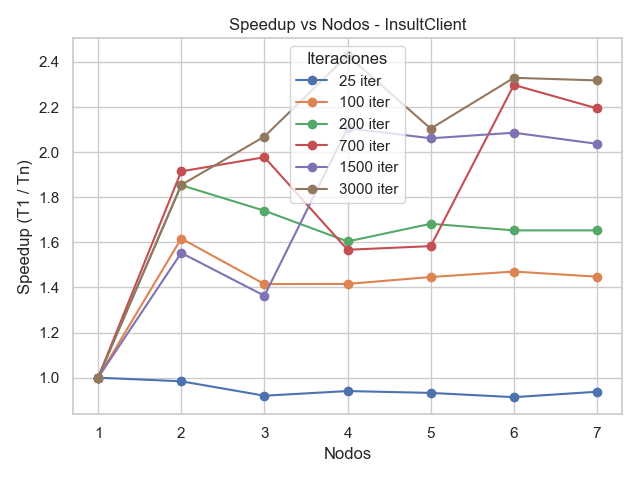 Speedup vs Nodos - InsultClient
Speedup (T1 / Tn)
2.4
2.2
2.0
1.8
1.6
1.4
1.2
1.0
Iteraciones
25 iter
100 iter
200 iter
700 iter
1500 iter
3000 iter
1 2 3 4 5 6 7
Nodos